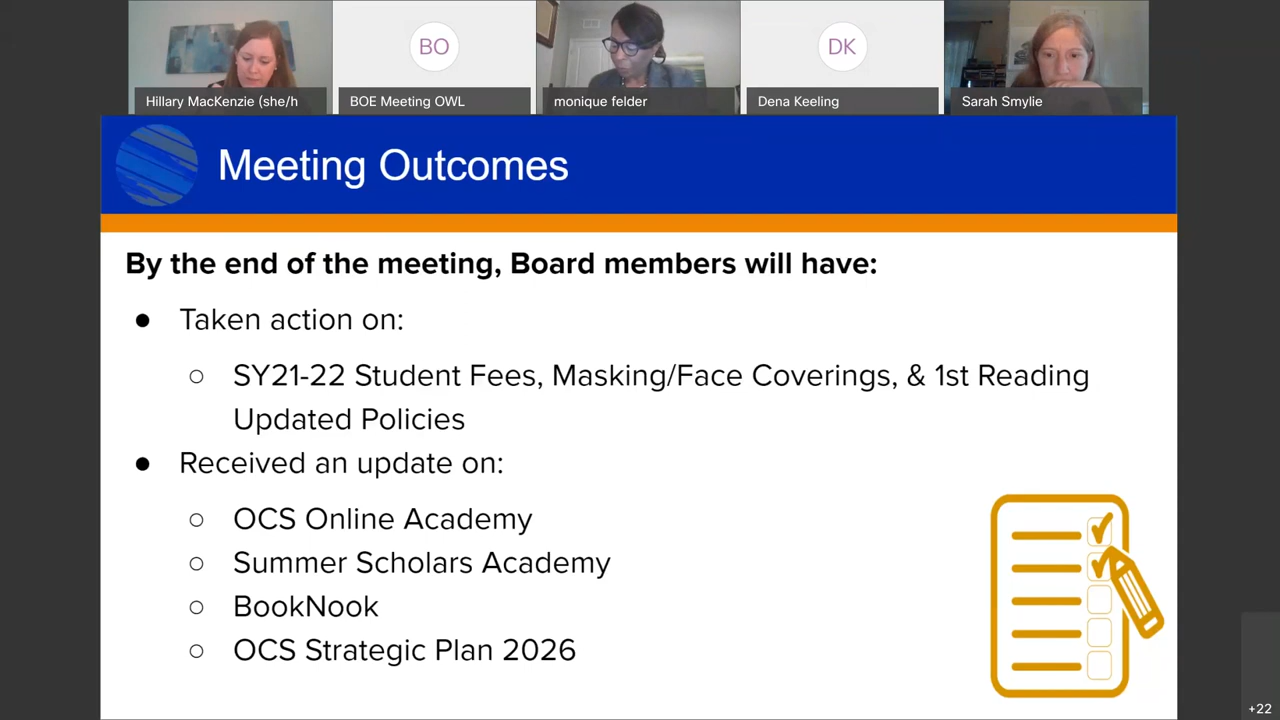 BO
DK
Hillary MacKenzie (she/h
BOE Meeting OWL
monique felder
Dena Keeling
Sarah Smylie
Meeting Outcomes
By the end of the meeting, Board members will have:
● Taken action on:
○ SY21-22 Student Fees, Masking/Face Coverings, & 1st Reading
Updated Policies
● Received an update on:
○ OCS Online Academy
○ Summer Scholars Academy
○ BookNook
○ OCS Strategic Plan 2026
+22